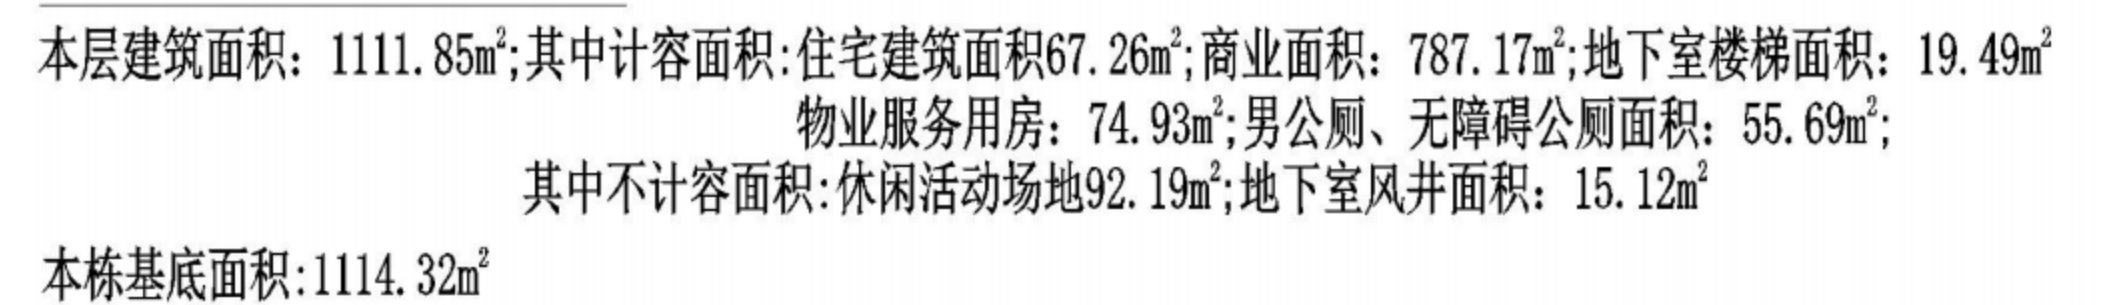 本层建筑面积：1111.85m²;其中计容面积:住宅建筑面积67.26m²;商业面积：787.17m²;地下室楼梯面积：19.49m²
物业服务用房：74.93m²;男公厕、无障碍公厕面积：55.69m²;
其中不计容面积:休闲活动场地92.19m²;地下室风井面积：15.12m²
本栋基底面积:1114.32m²